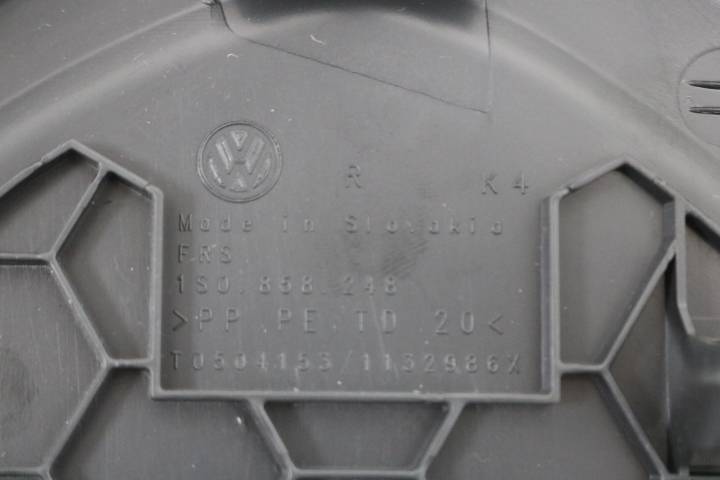 R K4
Made in Slovakia
FRS
1S0.858.248
>PP PE TD 20<
T0504153/1132986X